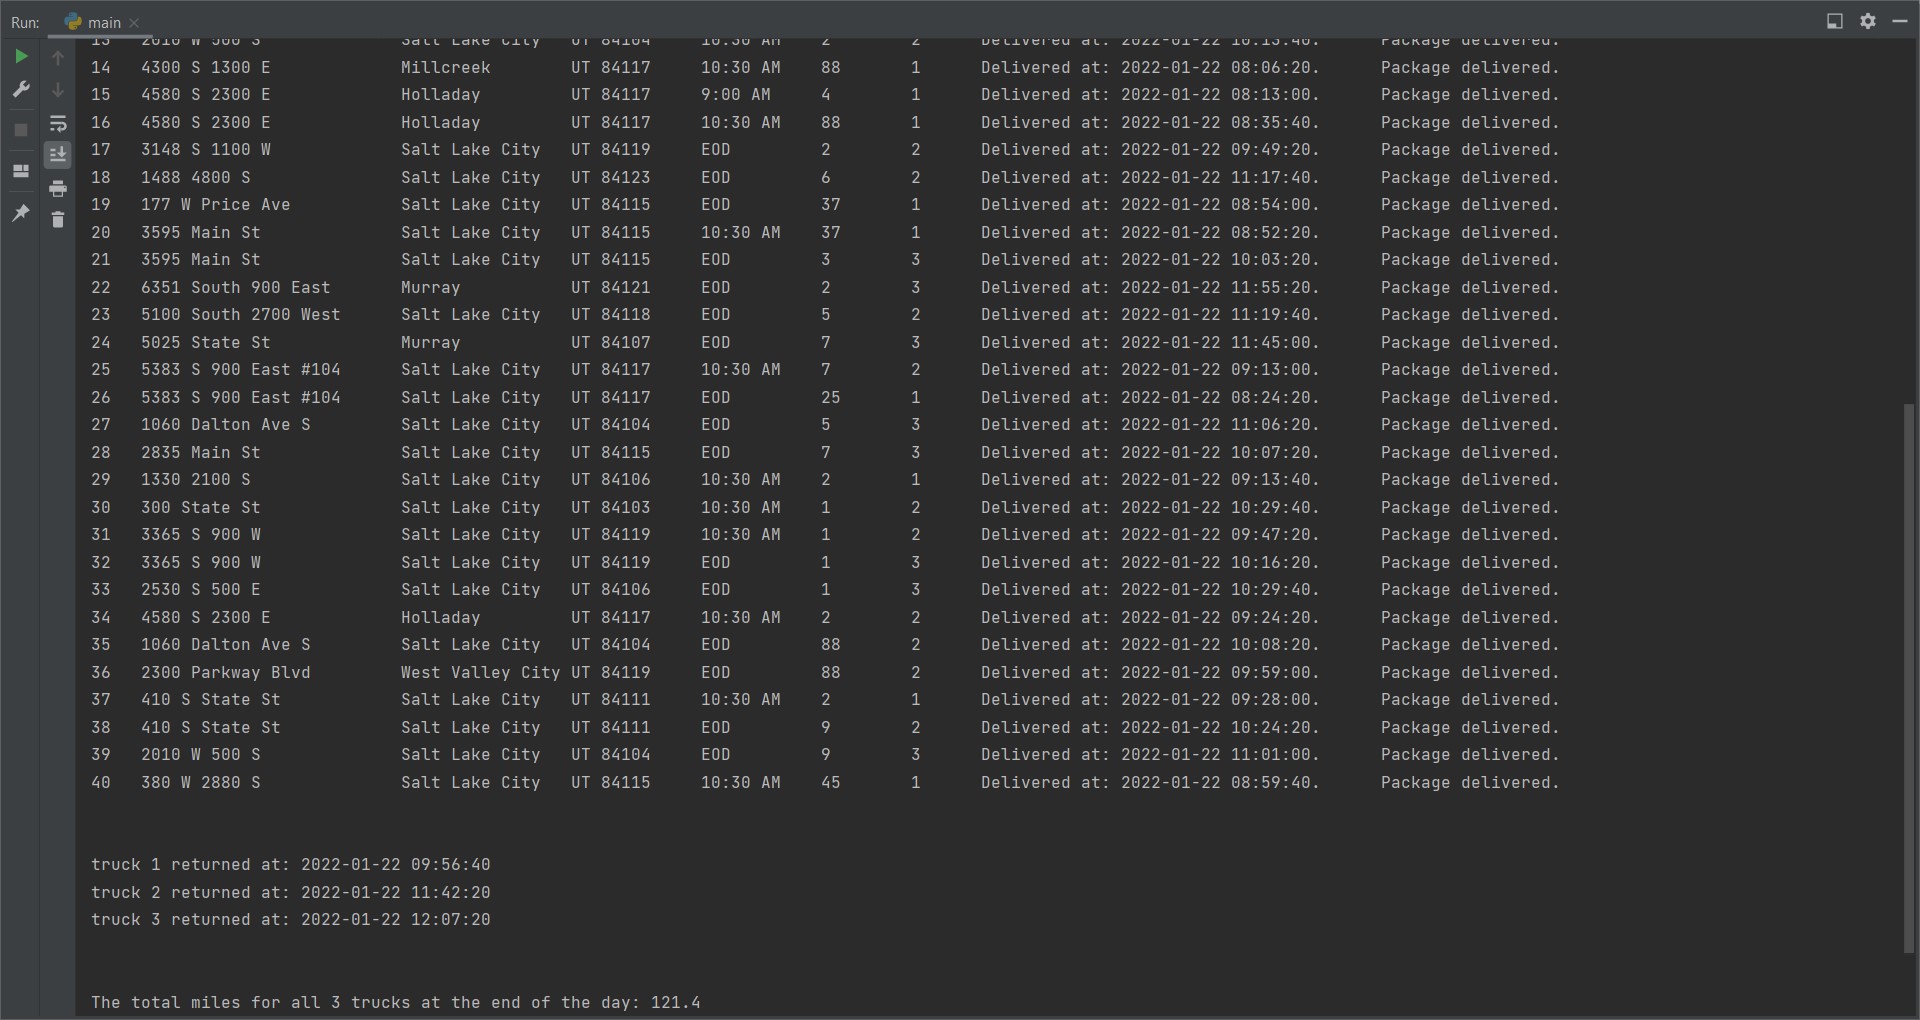 Run: main
13 2010 W 500 S Salt Lake City UT 84104 10:30 AM 2 2 Delivered at: 2022-01-22 10:13:40. Package delivered.
14 4300 S 1300 E Millcreek UT 84117 10:30 AM 88 1 Delivered at: 2022-01-22 08:06:20. Package delivered.
15 4580 S 2300 E Holladay UT 84117 9:00 AM 4 1 Delivered at: 2022-01-22 08:13:00. Package delivered.
16 4580 S 2300 E Holladay UT 84117 10:30 AM 88 1 Delivered at: 2022-01-22 08:35:40. Package delivered.
17 3148 S 1100 W Salt Lake City UT 84119 EOD 2 2 Delivered at: 2022-01-22 09:49:20. Package delivered.
18 1488 4800 S Salt Lake City UT 84123 EOD 6 2 Delivered at: 2022-01-22 11:17:40. Package delivered.
19 177 W Price Ave Salt Lake City UT 84115 EOD 37 1 Delivered at: 2022-01-22 08:54:00. Package delivered.
20 3595 Main St Salt Lake City UT 84115 10:30 AM 37 1 Delivered at: 2022-01-22 08:52:20. Package delivered.
21 3595 Main St Salt Lake City UT 84115 EOD 3 3 Delivered at: 2022-01-22 10:03:20. Package delivered.
22 6351 South 900 East Murray UT 84121 EOD 2 3 Delivered at: 2022-01-22 11:55:20. Package delivered.
23 5100 South 2700 West Salt Lake City UT 84118 EOD 5 2 Delivered at: 2022-01-22 11:19:40. Package delivered.
24 5025 State St Murray UT 84107 EOD 7 3 Delivered at: 2022-01-22 11:45:00. Package delivered.
25 5383 S 900 East #104 Salt Lake City UT 84117 10:30 AM 7 2 Delivered at: 2022-01-22 09:13:00. Package delivered.
26 5383 S 900 East #104 Salt Lake City UT 84117 EOD 25 1 Delivered at: 2022-01-22 08:24:20. Package delivered.
27 1060 Dalton Ave S Salt Lake City UT 84104 EOD 5 3 Delivered at: 2022-01-22 11:06:20. Package delivered.
28 2835 Main St Salt Lake City UT 84115 EOD 7 3 Delivered at: 2022-01-22 10:07:20. Package delivered.
29 1330 2100 S Salt Lake City UT 84106 10:30 AM 2 1 Delivered at: 2022-01-22 09:13:40. Package delivered.
30 300 State St Salt Lake City UT 84103 10:30 AM 1 2 Delivered at: 2022-01-22 10:29:40. Package delivered.
31 3365 S 900 W Salt Lake City UT 84119 10:30 AM 1 2 Delivered at: 2022-01-22 09:47:20. Package delivered.
32 3365 S 900 W Salt Lake City UT 84119 EOD 1 3 Delivered at: 2022-01-22 10:16:20. Package delivered.
33 2530 S 500 E Salt Lake City UT 84106 EOD 1 3 Delivered at: 2022-01-22 10:29:40. Package delivered.
34 4580 S 2300 E Holladay UT 84117 10:30 AM 2 2 Delivered at: 2022-01-22 09:24:20. Package delivered.
35 1060 Dalton Ave S Salt Lake City UT 84104 EOD 88 2 Delivered at: 2022-01-22 10:08:20. Package delivered.
36 2300 Parkway Blvd West Valley City UT 84119 EOD 88 2 Delivered at: 2022-01-22 09:59:00. Package delivered.
37 410 S State St Salt Lake City UT 84111 10:30 AM 2 1 Delivered at: 2022-01-22 09:28:00. Package delivered.
38 410 S State St Salt Lake City UT 84111 EOD 9 2 Delivered at: 2022-01-22 10:24:20. Package delivered.
39 2010 W 500 S Salt Lake City UT 84104 EOD 9 3 Delivered at: 2022-01-22 11:01:00. Package delivered.
40 380 W 2880 S Salt Lake City UT 84115 10:30 AM 45 1 Delivered at: 2022-01-22 08:59:40. Package delivered.
truck 1 returned at: 2022-01-22 09:56:40
truck 2 returned at: 2022-01-22 11:42:20
truck 3 returned at: 2022-01-22 12:07:20
The total miles for all 3 trucks at the end of the day: 121.4